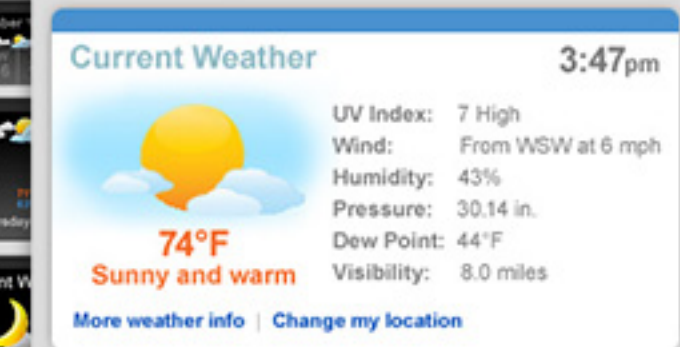 Current Weather
3:47pm
UV Index: 7 High
Wind: From WSW at 6 mph
Humidity: 43%
Pressure: 30.14 in.
Dew Point: 44°F
Visibility: 8.0 miles
74°F
Sunny and warm
More weather info | Change my location